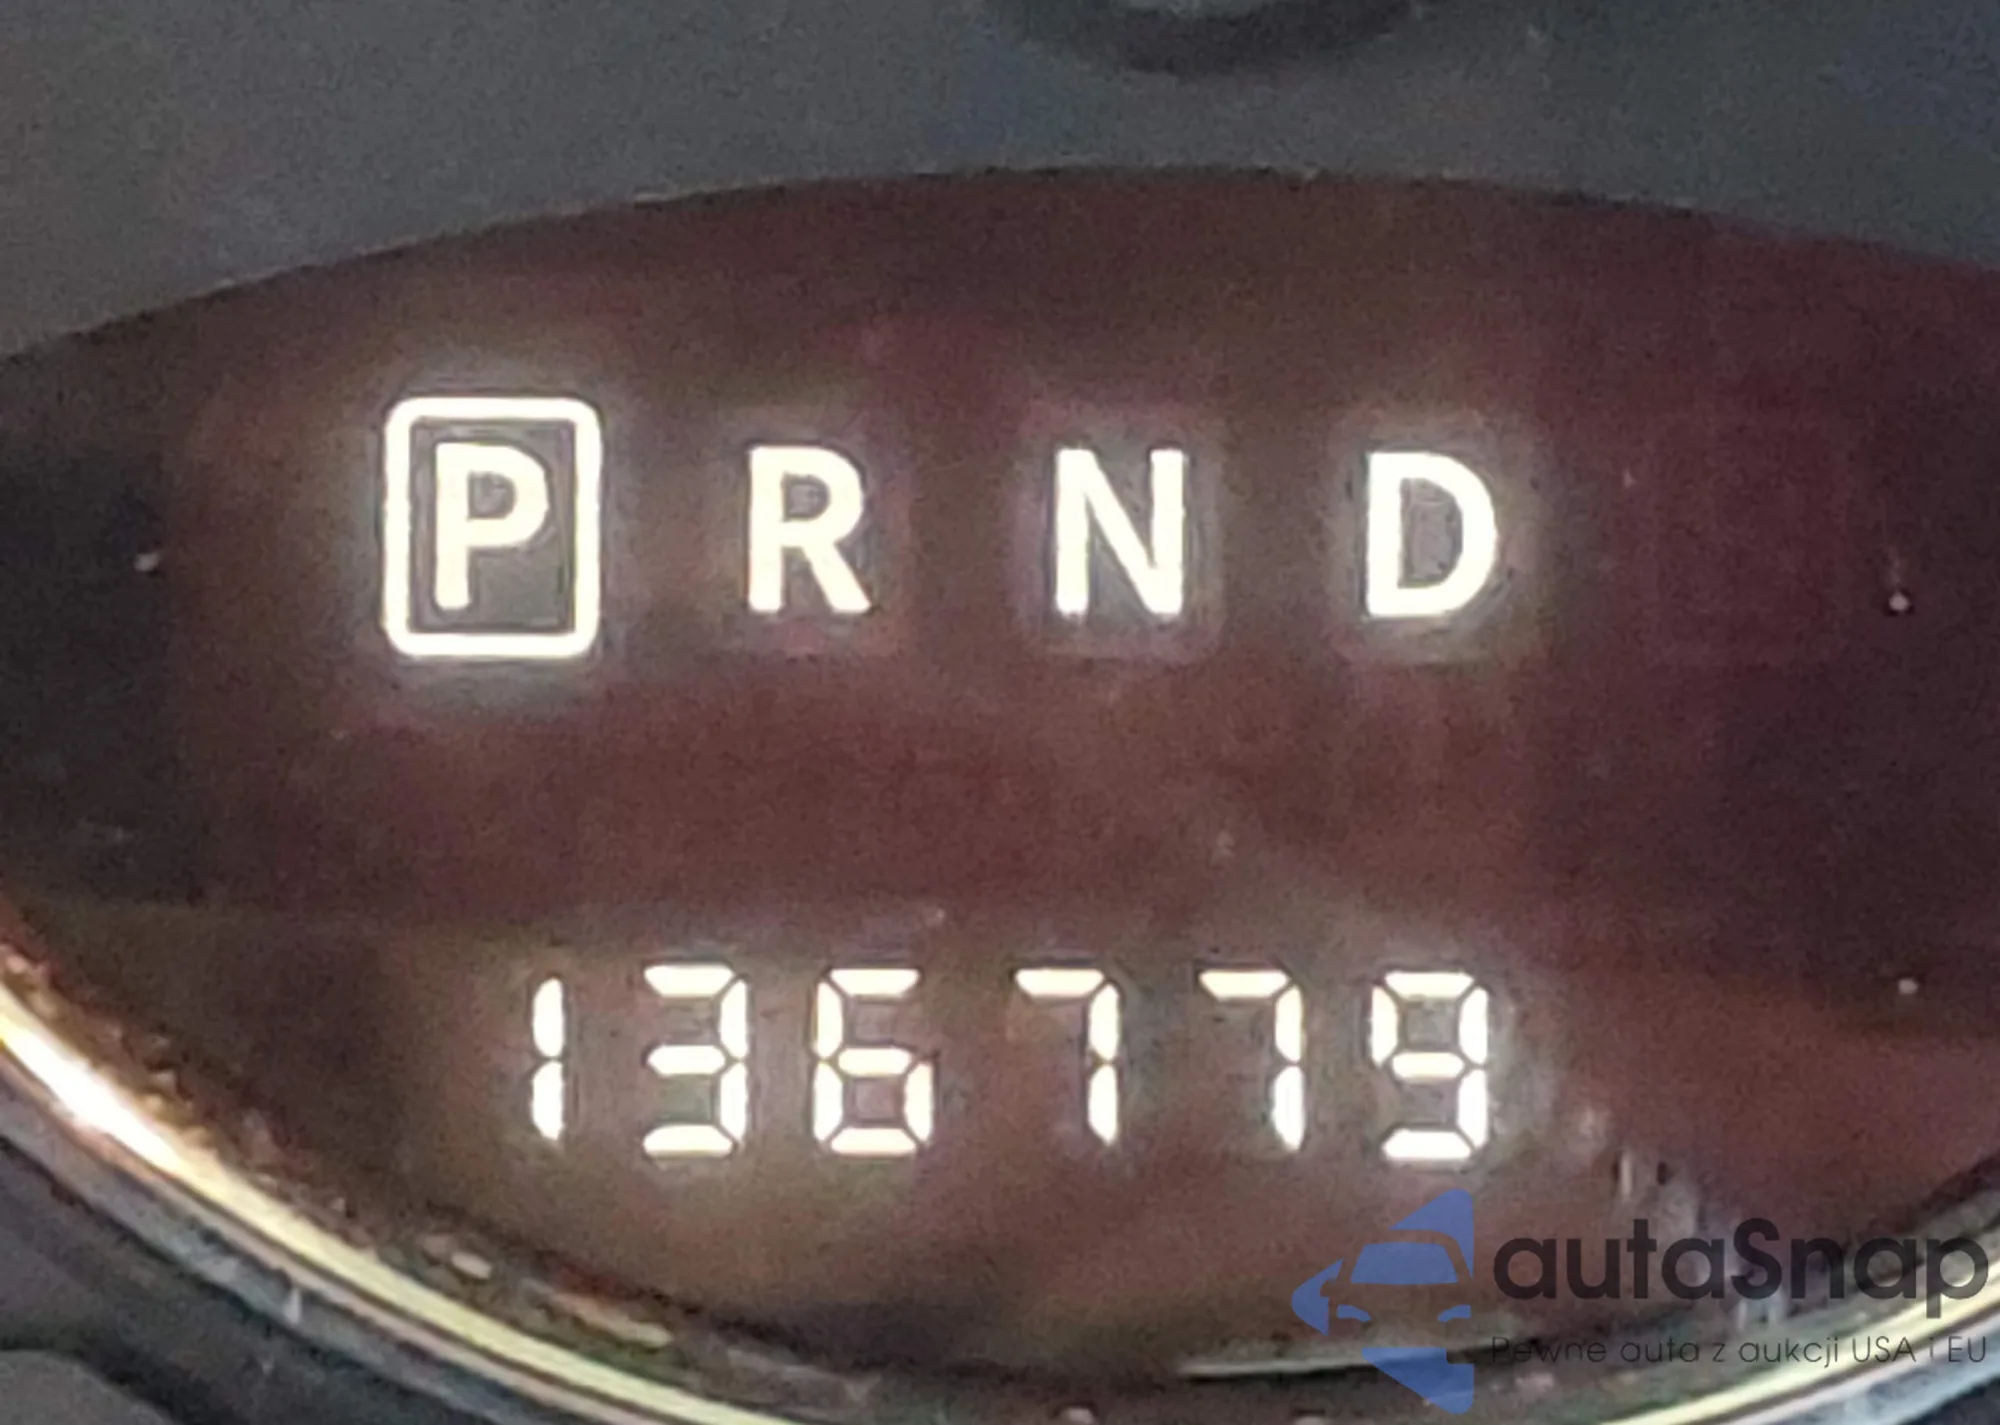 P R N D
136779
autaSnap
Pewne auta z aukcji USA i EU